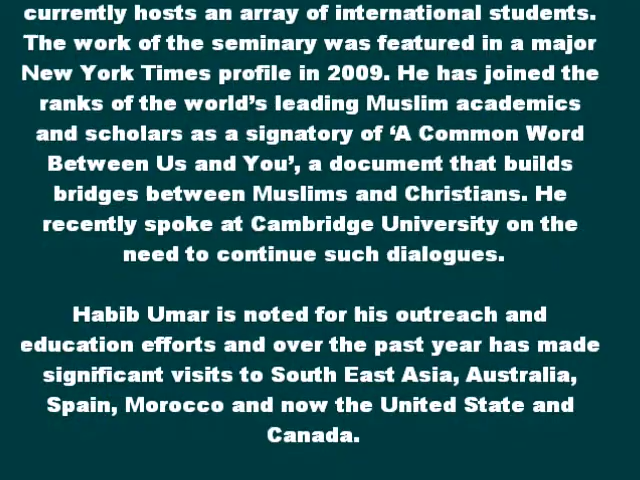 currently hosts an array of international students.
The work of the seminary was featured in a major
New York Times profile in 2009. He has joined the
ranks of the world’s leading Muslim academics
and scholars as a signatory of ‘A Common Word
Between Us and You’, a document that builds
bridges between Muslims and Christians. He
recently spoke at Cambridge University on the
need to continue such dialogues.
Habib Umar is noted for his outreach and
education efforts and over the past year has made
significant visits to South East Asia, Australia,
Spain, Morocco and now the United State and
Canada.